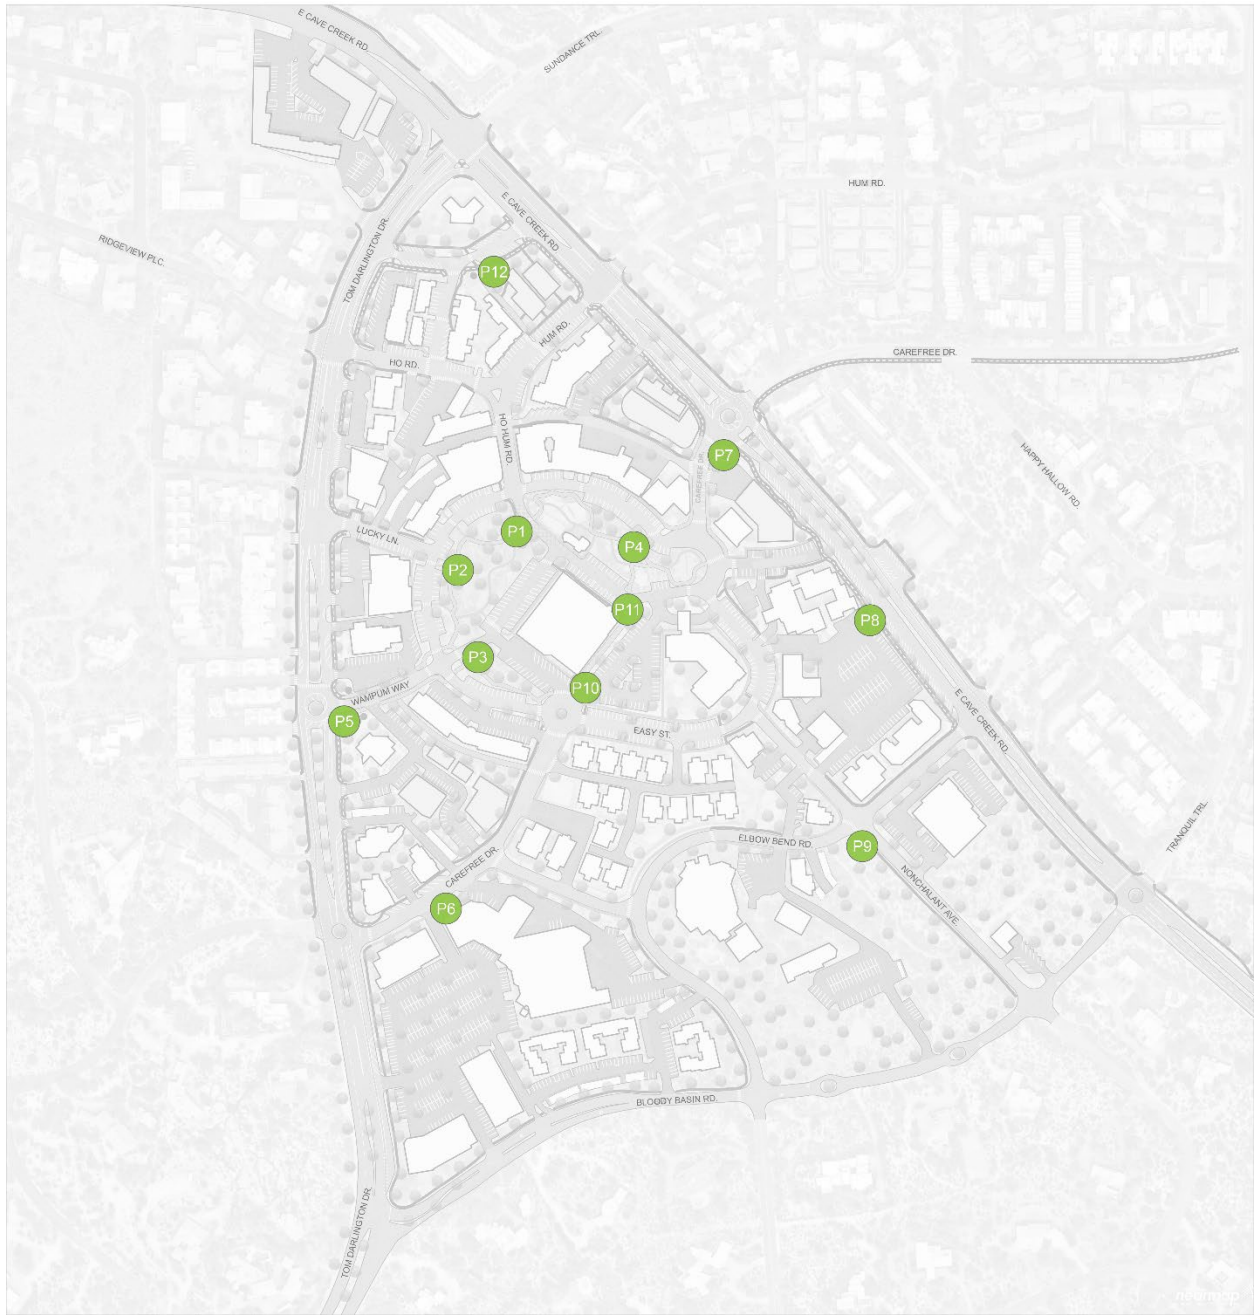 E CAVE CREEK RD.
SUNDANCE TRL.
HUM RD.
E CAVE CREEK RD
TOM DARLINGTON DR.
RIDGEVIEW PLC.
P12
HUM RD.
CAREFREE DR.
HO RD.
HO HUM RD.
P7
CAREFREE DR.
HAPPY HALLOW RD.
P1
LUCKY LN.
P4
P2
P11
P8
P3
WAMPUM WAY
P10
P5
EASY ST.
E CAVE CREEK RD.
TRANQUIL TRL.
ELBOW BEND RD.
P9
CAREFREE DR.
NONCHALANT AVE.
P6
BLOODY BASIN RD.
TOM DARLINGTON DR.
nearmap